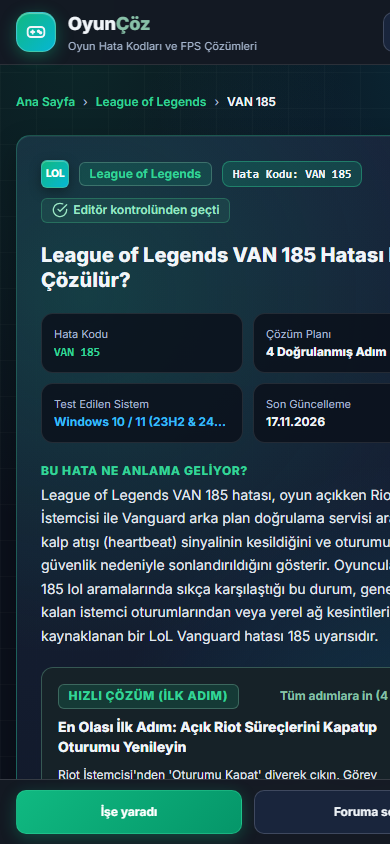 OyunÇöz
Oyun Hata Kodları ve FPS Çözümleri
Ana Sayfa › League of Legends › VAN 185
LOL League of Legends Hata Kodu: VAN 185
Editör kontrolünden geçti
League of Legends VAN 185 Hatası
Çözülür?
Hata Kodu
VAN 185
Çözüm Planı
4 Doğrulanmış Adım
Test Edilen Sistem
Windows 10 / 11 (23H2 & 24...
Son Güncelleme
17.11.2026
BU HATA NE ANLAMA GELİYOR?
League of Legends VAN 185 hatası, oyun açıkken
İstemcisi ile Vanguard arka plan doğrulama servisi
kalp atışı (heartbeat) sinyalinin kesildiğini ve
güvenlik nedeniyle sonlandırıldığını gösterir.
185 lol aramalarında sıkça karşılaştığı bu durum,
kalan istemci oturumlarından veya yerel ağ
kaynaklanan bir LoL Vanguard hatası 185 uyarısıdır.
HIZLI ÇÖZÜM (İLK ADIM) Tüm adımlara in (4
En Olası İlk Adım: Açık Riot Süreçlerini Kapatıp
Oturumu Yenileyin
Riot İstemcisi'nden 'Oturumu Kapat' diyerek çıkın. Görev
İşe yaradı
Foruma